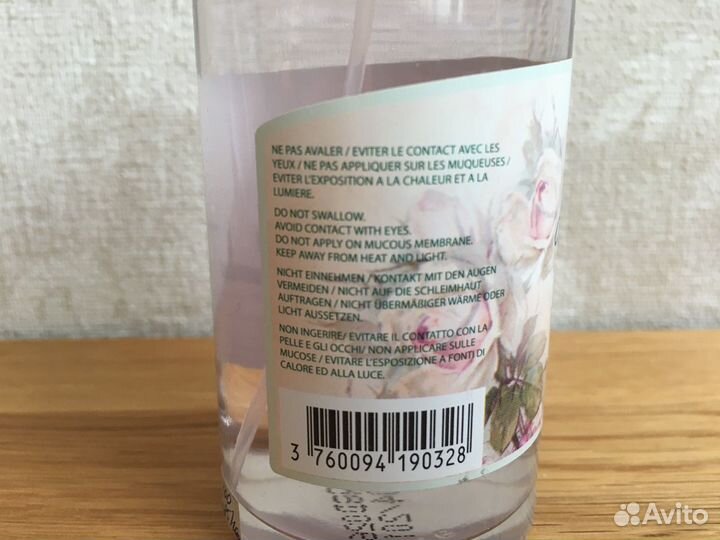 NE PAS AVALER / EVITER LE CONTACT AVEC LES
YEUX / NE PAS APPLIQUER SUR LES MUQUEUSES /
EVITER L'EXPOSITION A LA CHALEUR ET A LA
LUMIERE.
DO NOT SWALLOW.
AVOID CONTACT WITH EYES.
DO NOT APPLY ON MUCOUS MEMBRANE.
KEEP AWAY FROM HEAT AND LIGHT.
NICHT EINNEHMEN / KONTAKT MIT DEN AUGEN
VERMEIDEN / NICHT AUF DIE SCHLEIMHAUT
AUFTRAGEN / NICHT ÜBERMAßIGER WÄRME ODER
LICHT AUSSETZEN.
NON INGERIRE/ EVITARE IL CONTATTO CON LA
PELLE E GLI OCCHI/ NON APPLICARE SULLE
MUCOSE / EVITARE L'ESPOSIZIONE A FONTI DI
CALORE ED ALLA LUCE.
3 760094 190328
Avito